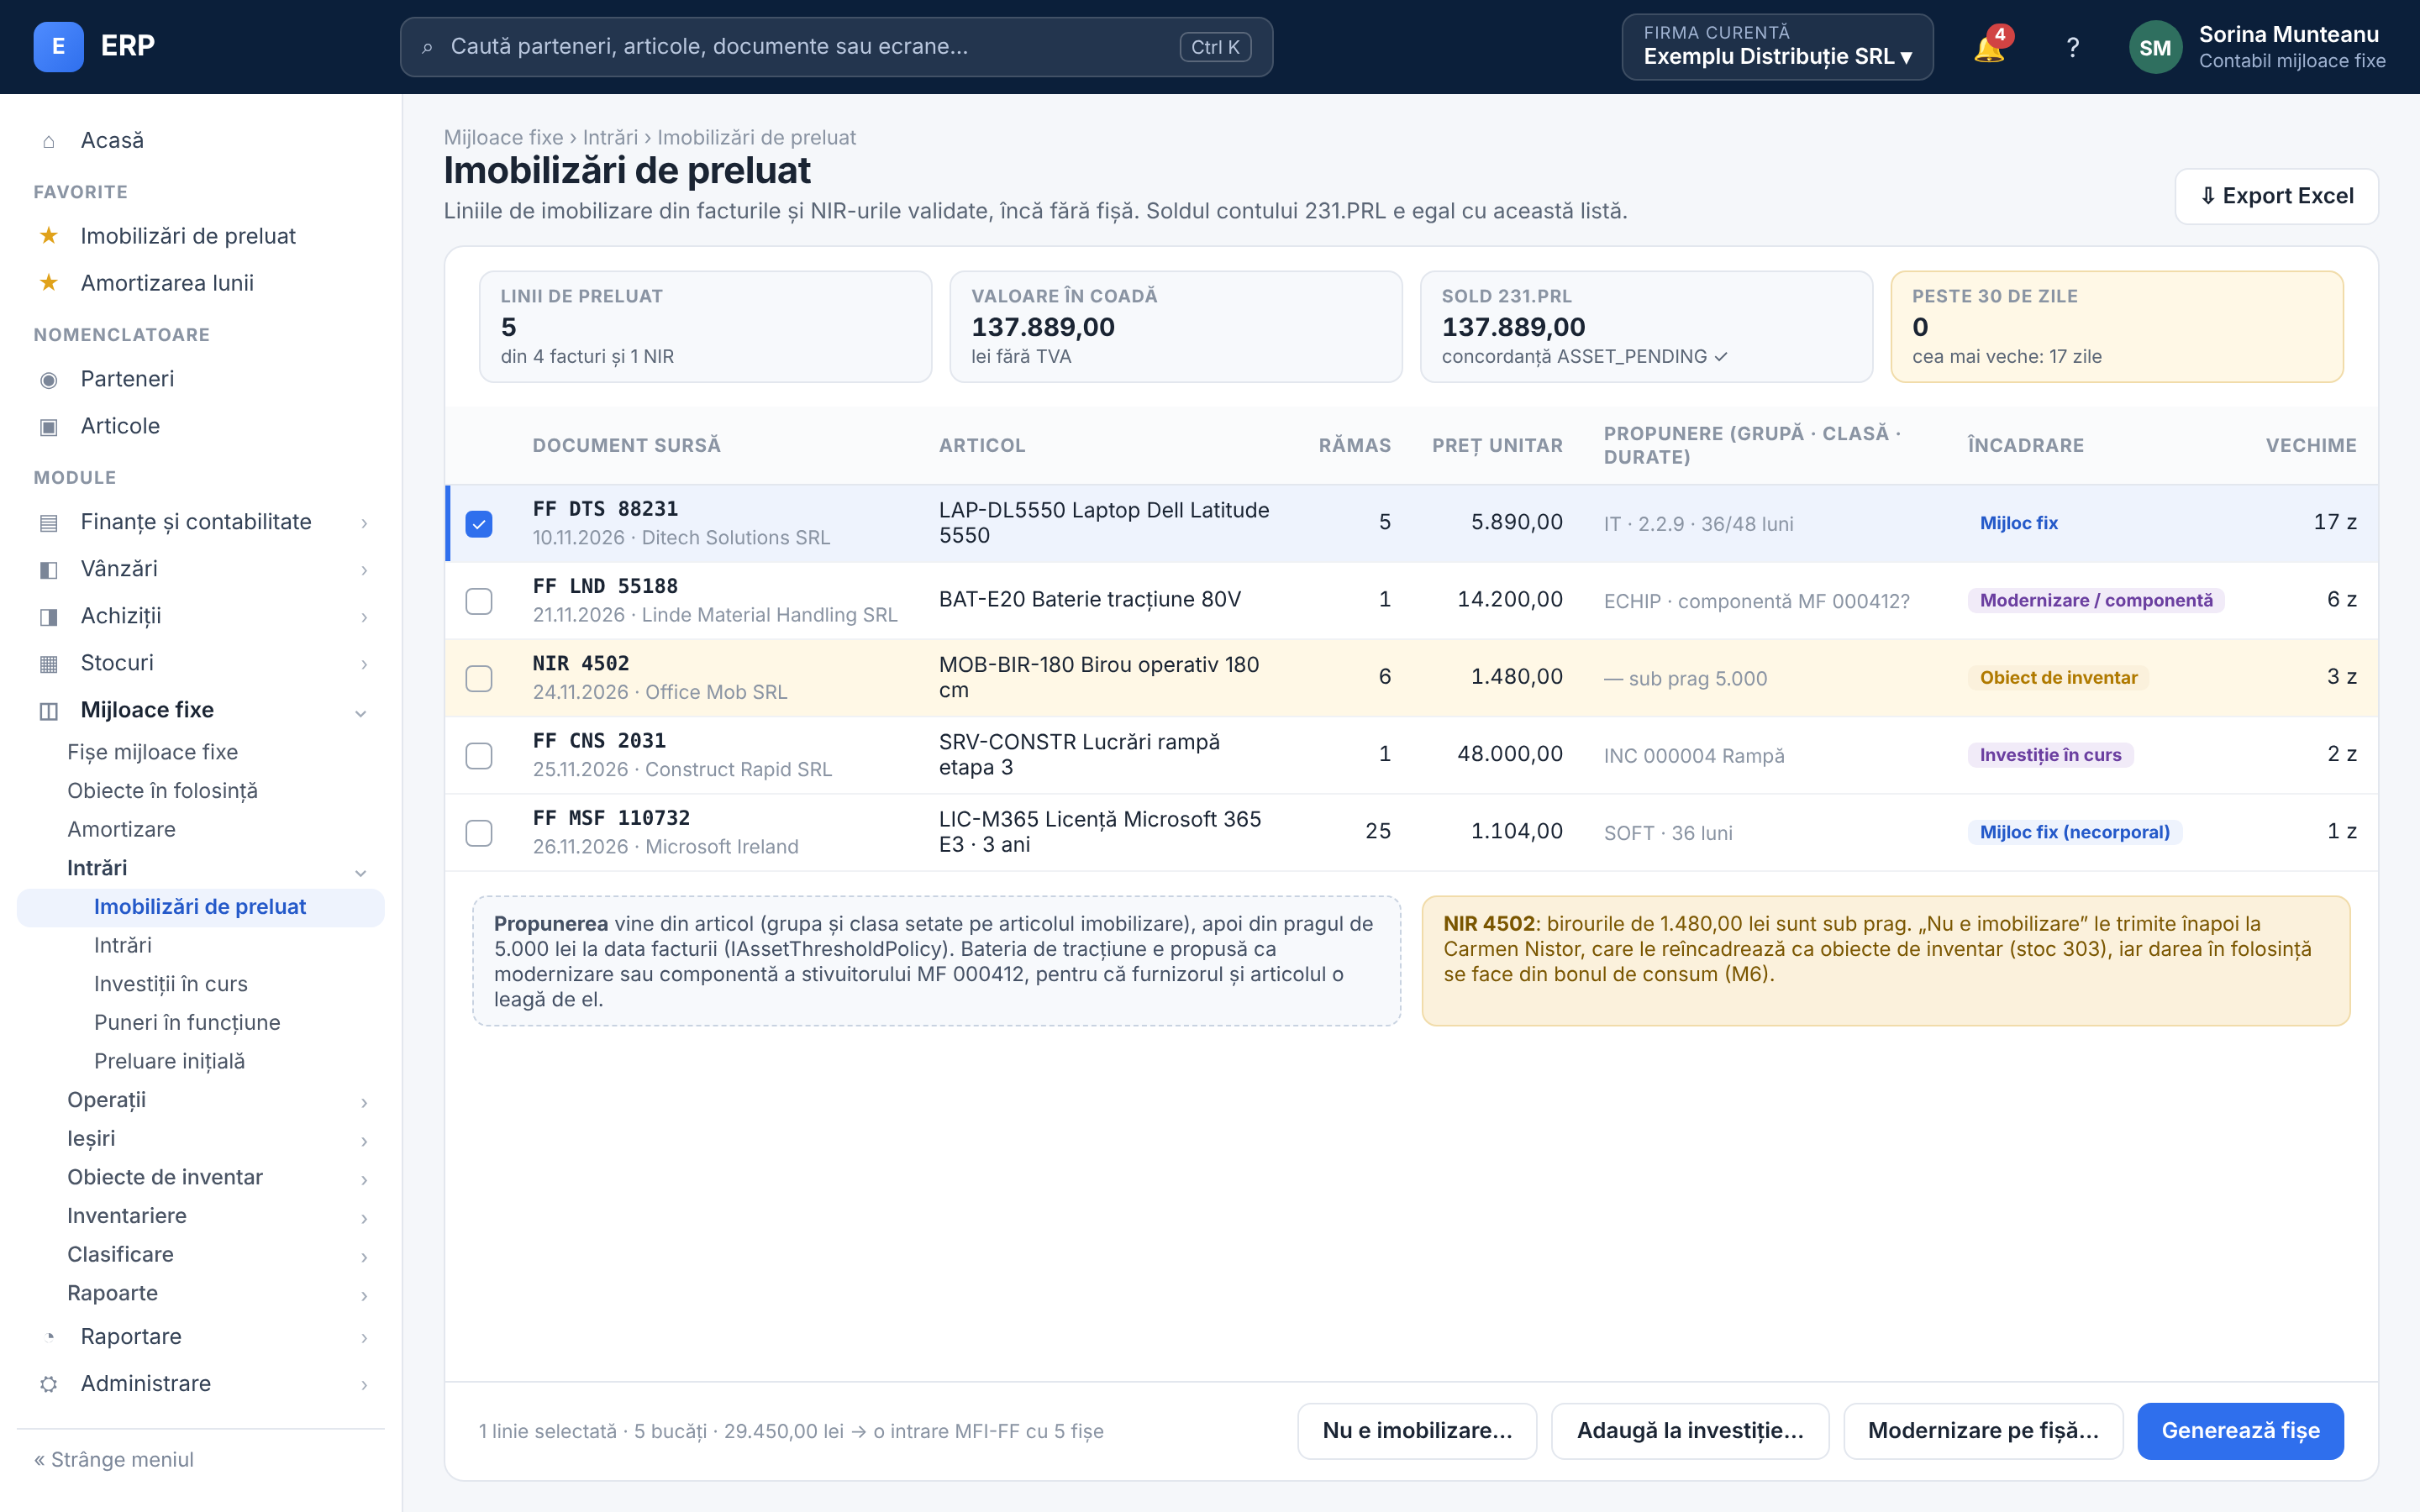 E ERP
Caută parteneri, articole, documente sau ecrane...
Ctrl K
FIRMA CURENTĂ
Exemplu Distribuție SRL ▾
4
?
SM
Sorina Munteanu
Contabil mijloace fixe
Acasă
FAVORITE
★ Imobilizări de preluat
★ Amortizarea lunii
NOMENCLATOARE
Parteneri
Articole
MODULE
Finanțe și contabilitate ›
Vânzări ›
Achiziții ›
Stocuri ›
Mijloace fixe
Fișe mijloace fixe
Obiecte în folosință
Amortizare
Intrări
Imobilizări de preluat
Intrări
Investiții în curs
Puneri în funcțiune
Preluare inițială
Operații ›
Ieșiri ›
Obiecte de inventar ›
Inventariere ›
Clasificare ›
Rapoarte ›
Raportare ›
Administrare ›
« Strânge meniul
Mijloace fixe › Intrări › Imobilizări de preluat
Imobilizări de preluat
Liniile de imobilizare din facturile și NIR-urile validate, încă fără fișă. Soldul contului 231.PRL e egal cu această listă.
⇩ Export Excel
LINII DE PRELUAT
5
din 4 facturi și 1 NIR
VALOARE ÎN COADĂ
137.889,00
lei fără TVA
SOLD 231.PRL
137.889,00
concordanță ASSET_PENDING ✓
PESTE 30 DE ZILE
0
cea mai veche: 17 zile
DOCUMENT SURSĂ ARTICOL RĂMAS PREȚ UNITAR PROPUNERE (GRUPĂ · CLASĂ · ÎNCADRARE VECHIME
DURATE)
FF DTS 88231
10.11.2026 · Ditech Solutions SRL
LAP-DL5550 Laptop Dell Latitude
5550
5 5.890,00 IT · 2.2.9 · 36/48 luni Mijloc fix 17 z
FF LND 55188
21.11.2026 · Linde Material Handling SRL
BAT-E20 Baterie tracțiune 80V 1 14.200,00 ECHIP · componentă MF 000412? Modernizare / componentă 6 z
NIR 4502
24.11.2026 · Office Mob SRL
MOB-BIR-180 Birou operativ 180
cm
6 1.480,00 — sub prag 5.000 Obiect de inventar 3 z
FF CNS 2031
25.11.2026 · Construct Rapid SRL
SRV-CONSTR Lucrări rampă
etapa 3
1 48.000,00 INC 000004 Rampă Investiție în curs 2 z
FF MSF 110732
26.11.2026 · Microsoft Ireland
LIC-M365 Licență Microsoft 365
E3 · 3 ani
25 1.104,00 SOFT · 36 luni Mijloc fix (necorporal) 1 z
Propunerea vine din articol (grupa și clasa setate pe articolul imobilizare), apoi din pragul de
5.000 lei la data facturii (IAssetThresholdPolicy). Bateria de tracțiune e propusă ca
modernizare sau componentă a stivuitorului MF 000412, pentru că furnizorul și articolul o
leagă de el.
NIR 4502: birourile de 1.480,00 lei sunt sub prag. „Nu e imobilizare” le trimite înapoi la
Carmen Nistor, care le reîncadrează ca obiecte de inventar (stoc 303), iar darea în folosință
se face din bonul de consum (M6).
1 linie selectată · 5 bucăți · 29.450,00 lei → o intrare MFI-FF cu 5 fișe
Nu e imobilizare...
Adaugă la investiție...
Modernizare pe fișă...
Generează fișe